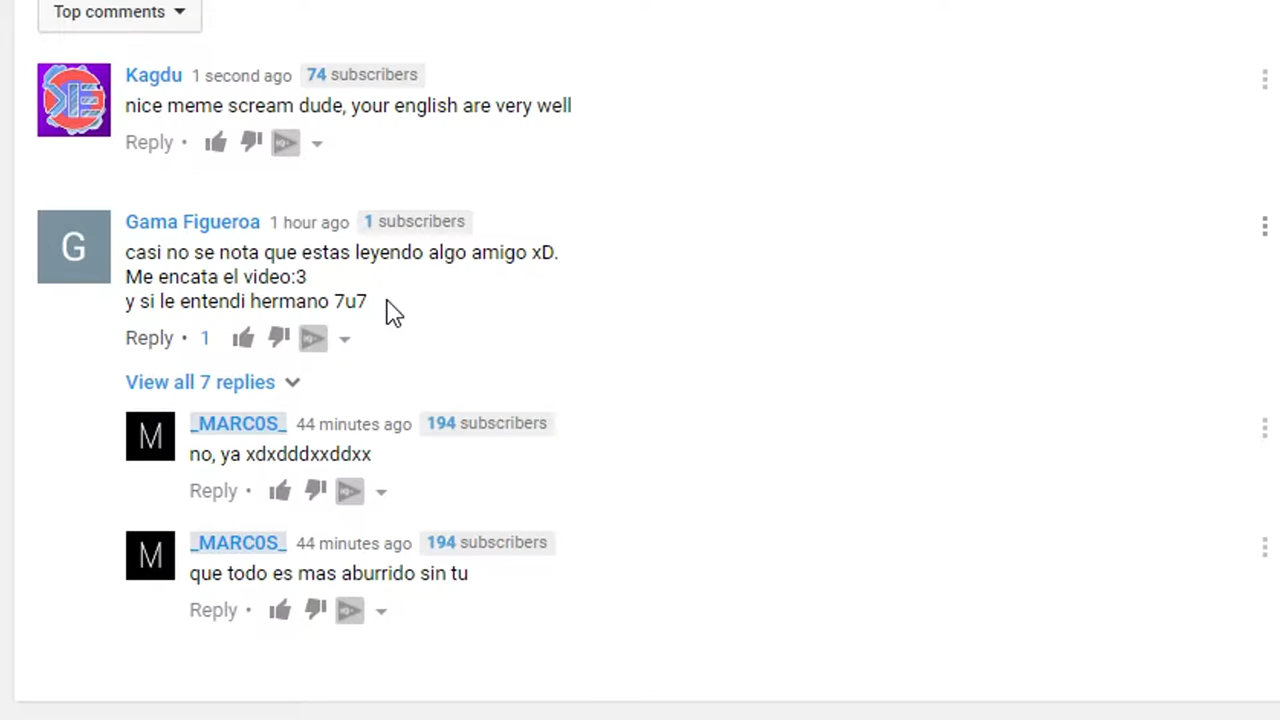 Top comments
Kagdu 1 second ago 74 subscribers
nice meme scream dude, your english are very well
Reply •
G
Gama Figueroa 1 hour ago 1 subscribers
casi no se nota que estas leyendo algo amigo xD.
Me encata el video:3
y si le entendi hermano 7u7
Reply • 1
View all 7 replies
M
_MARC0S_ 44 minutes ago 194 subscribers
no, ya xdxdddxxddxx
Reply •
M
_MARC0S_ 44 minutes ago 194 subscribers
que todo es mas aburrido sin tu
Reply •